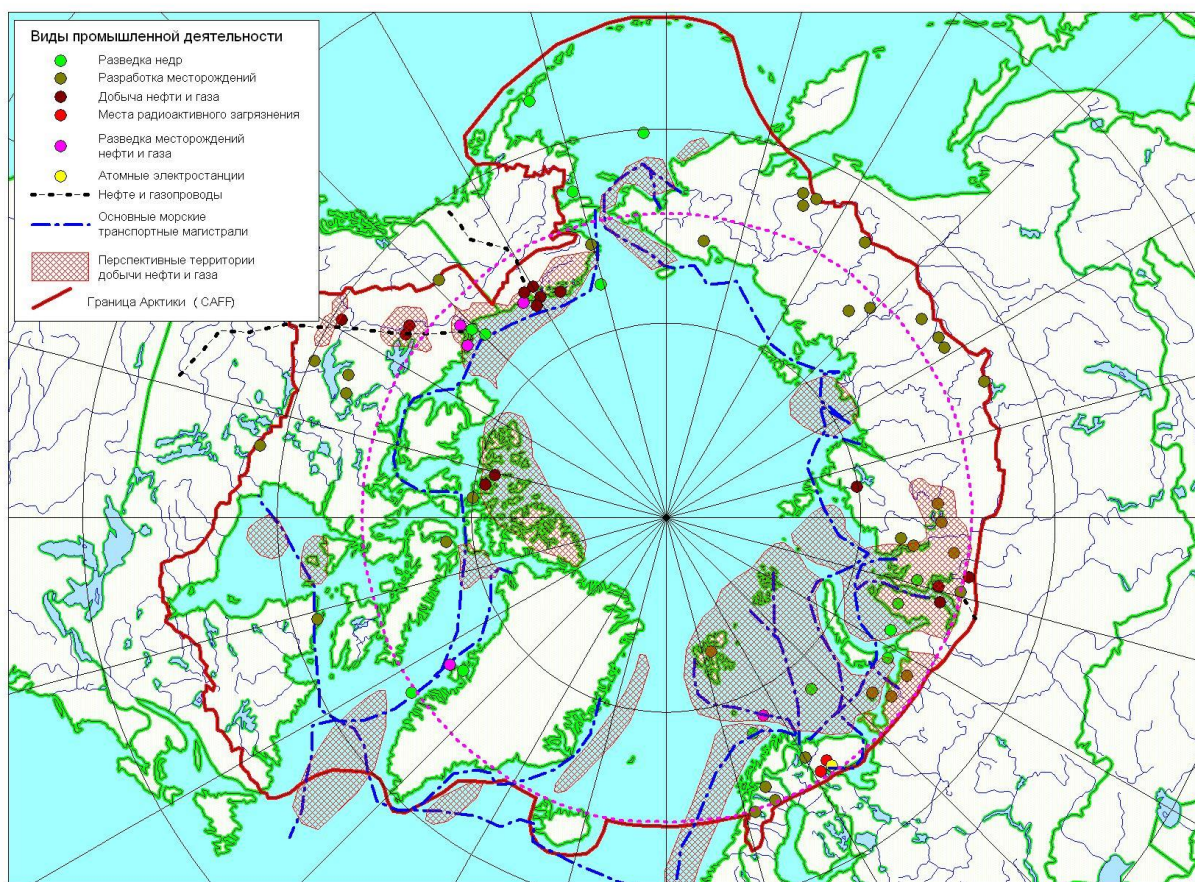 Виды промышленной деятельности
Разведка недр
Разработка месторождений
Добыча нефти и газа
Места радиоактивного загрязнения
Разведка месторождений
нефти и газа
Атомные электростанции
Нефте и газопроводы
Основные морские
транспортные магистрали
Перспективные территории
добычи нефти и газа
Граница Арктики ( CAFF)